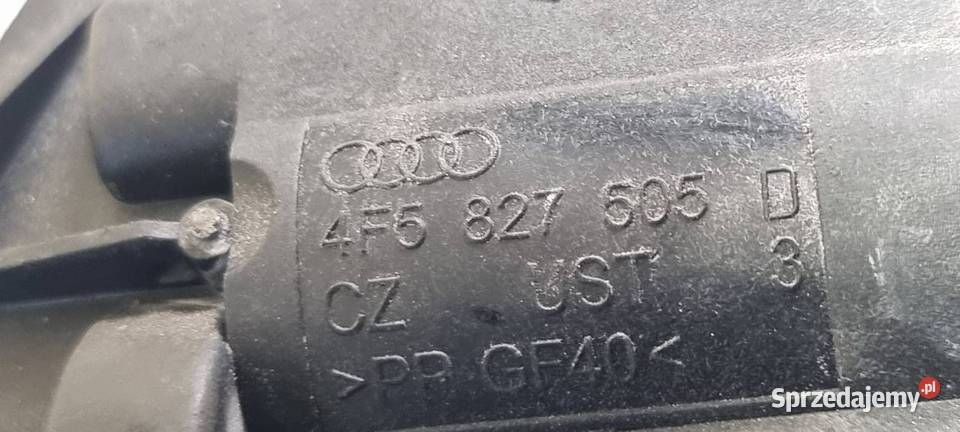 4F5 827 505 D
CZ UST 3
>PP GF40<
Sprzedajemy.pl